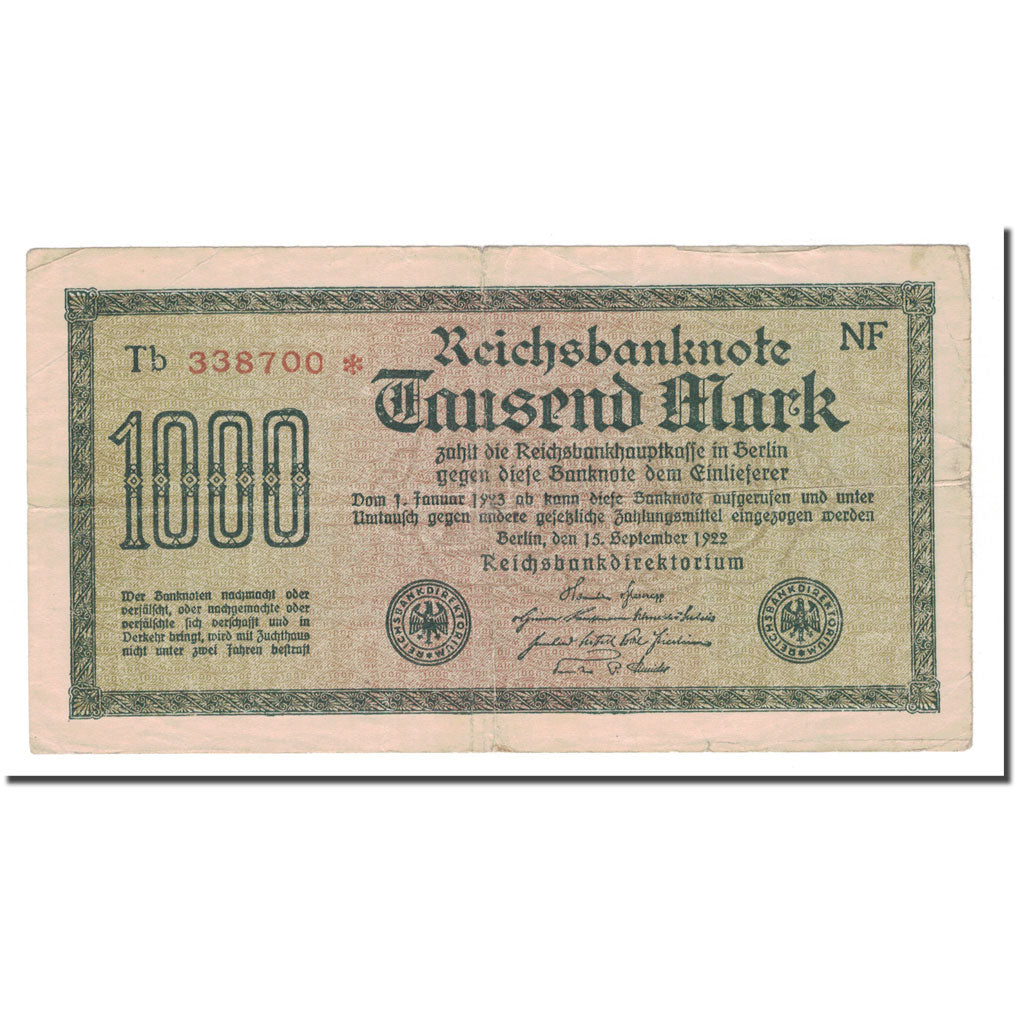 Reichsbanknote
NF
Tb 338700 *
Tausend Mark
1000
zahlt die Reichsbankhauptkasse in Berlin
gegen diese Banknote dem Einlieferer
Vom 1. Januar 1923 ab kann diese Banknote aufgerufen und unter
Umtausch gegen andere gesetzliche Zahlungsmittel eingezogen werden
Berlin, den 15. September 1922
Reichsbankdirektorium
Wer Banknoten nachmacht oder
verfälscht, oder nachgemachte oder
verfälschte sich verschafft und in
Verkehr bringt, wird mit Zuchthaus
nicht unter zwei Jahren bestraft
REICHSBANKDIREKTORIUM
REICHSBANKDIREKTORIUM